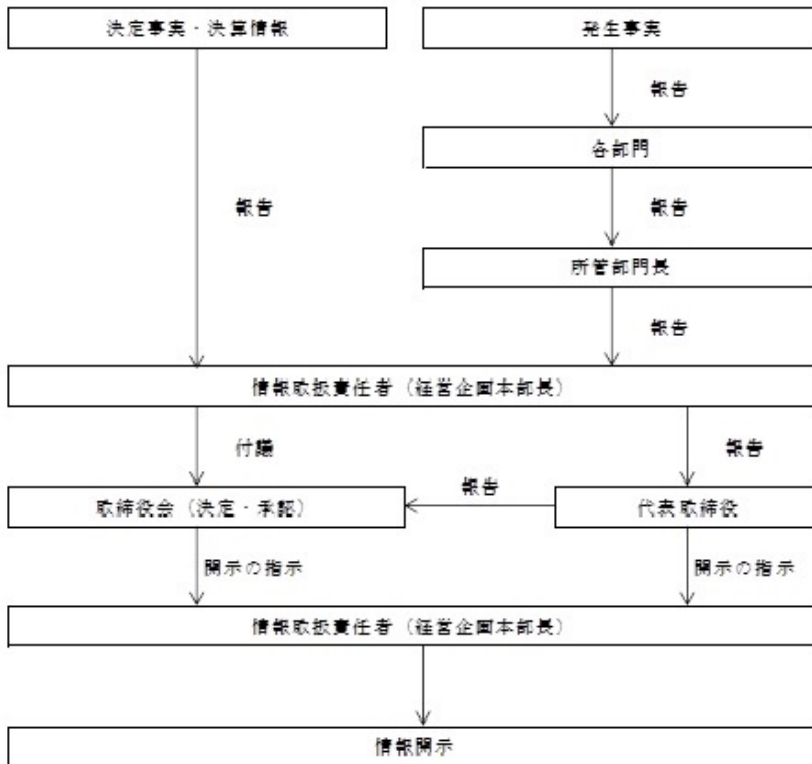 決定事実・決算情報
発生事実
報告
各部門
報告
報告
所管部門長
報告
情報取扱責任者（経営企画本部長）
付議
報告
報告
取締役会（決定・承認）
代表取締役
開示の指示
開示の指示
情報取扱責任者（経営企画本部長）
情報開示